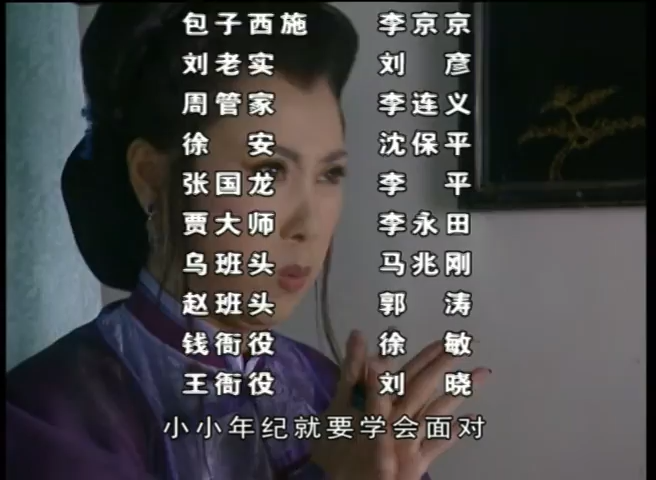 包子西施 李京京
刘老实 刘彦
周管家 李连义
徐安 沈保平
张国龙 李平
贾大师 李永田
乌班头 马兆刚
赵班头 郭涛
钱衙役 徐敏
王衙役 刘晓
小小年纪就要学会面对